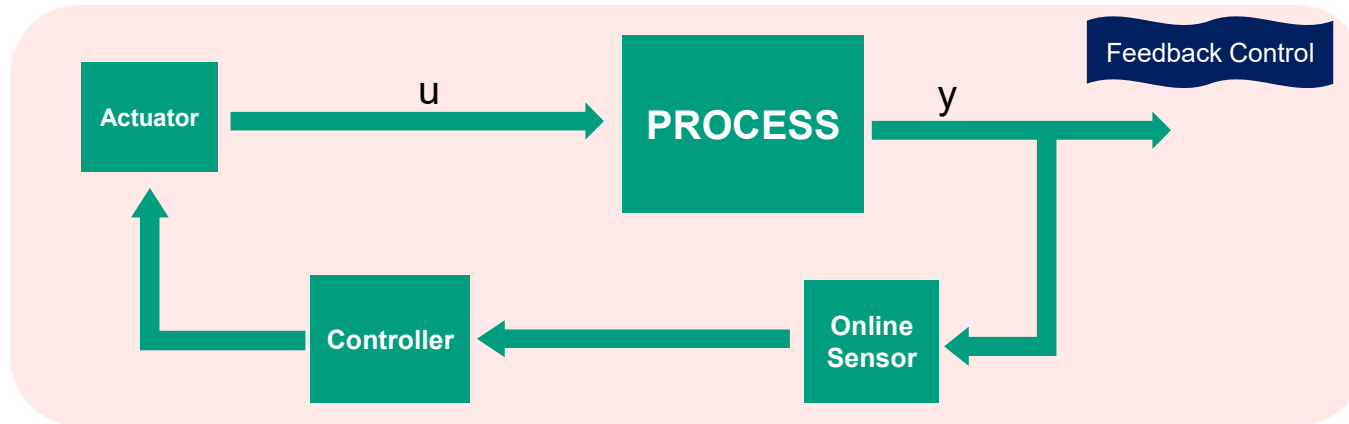 Feedback Control
Actuator
u
PROCESS
y
Controller
Online
Sensor